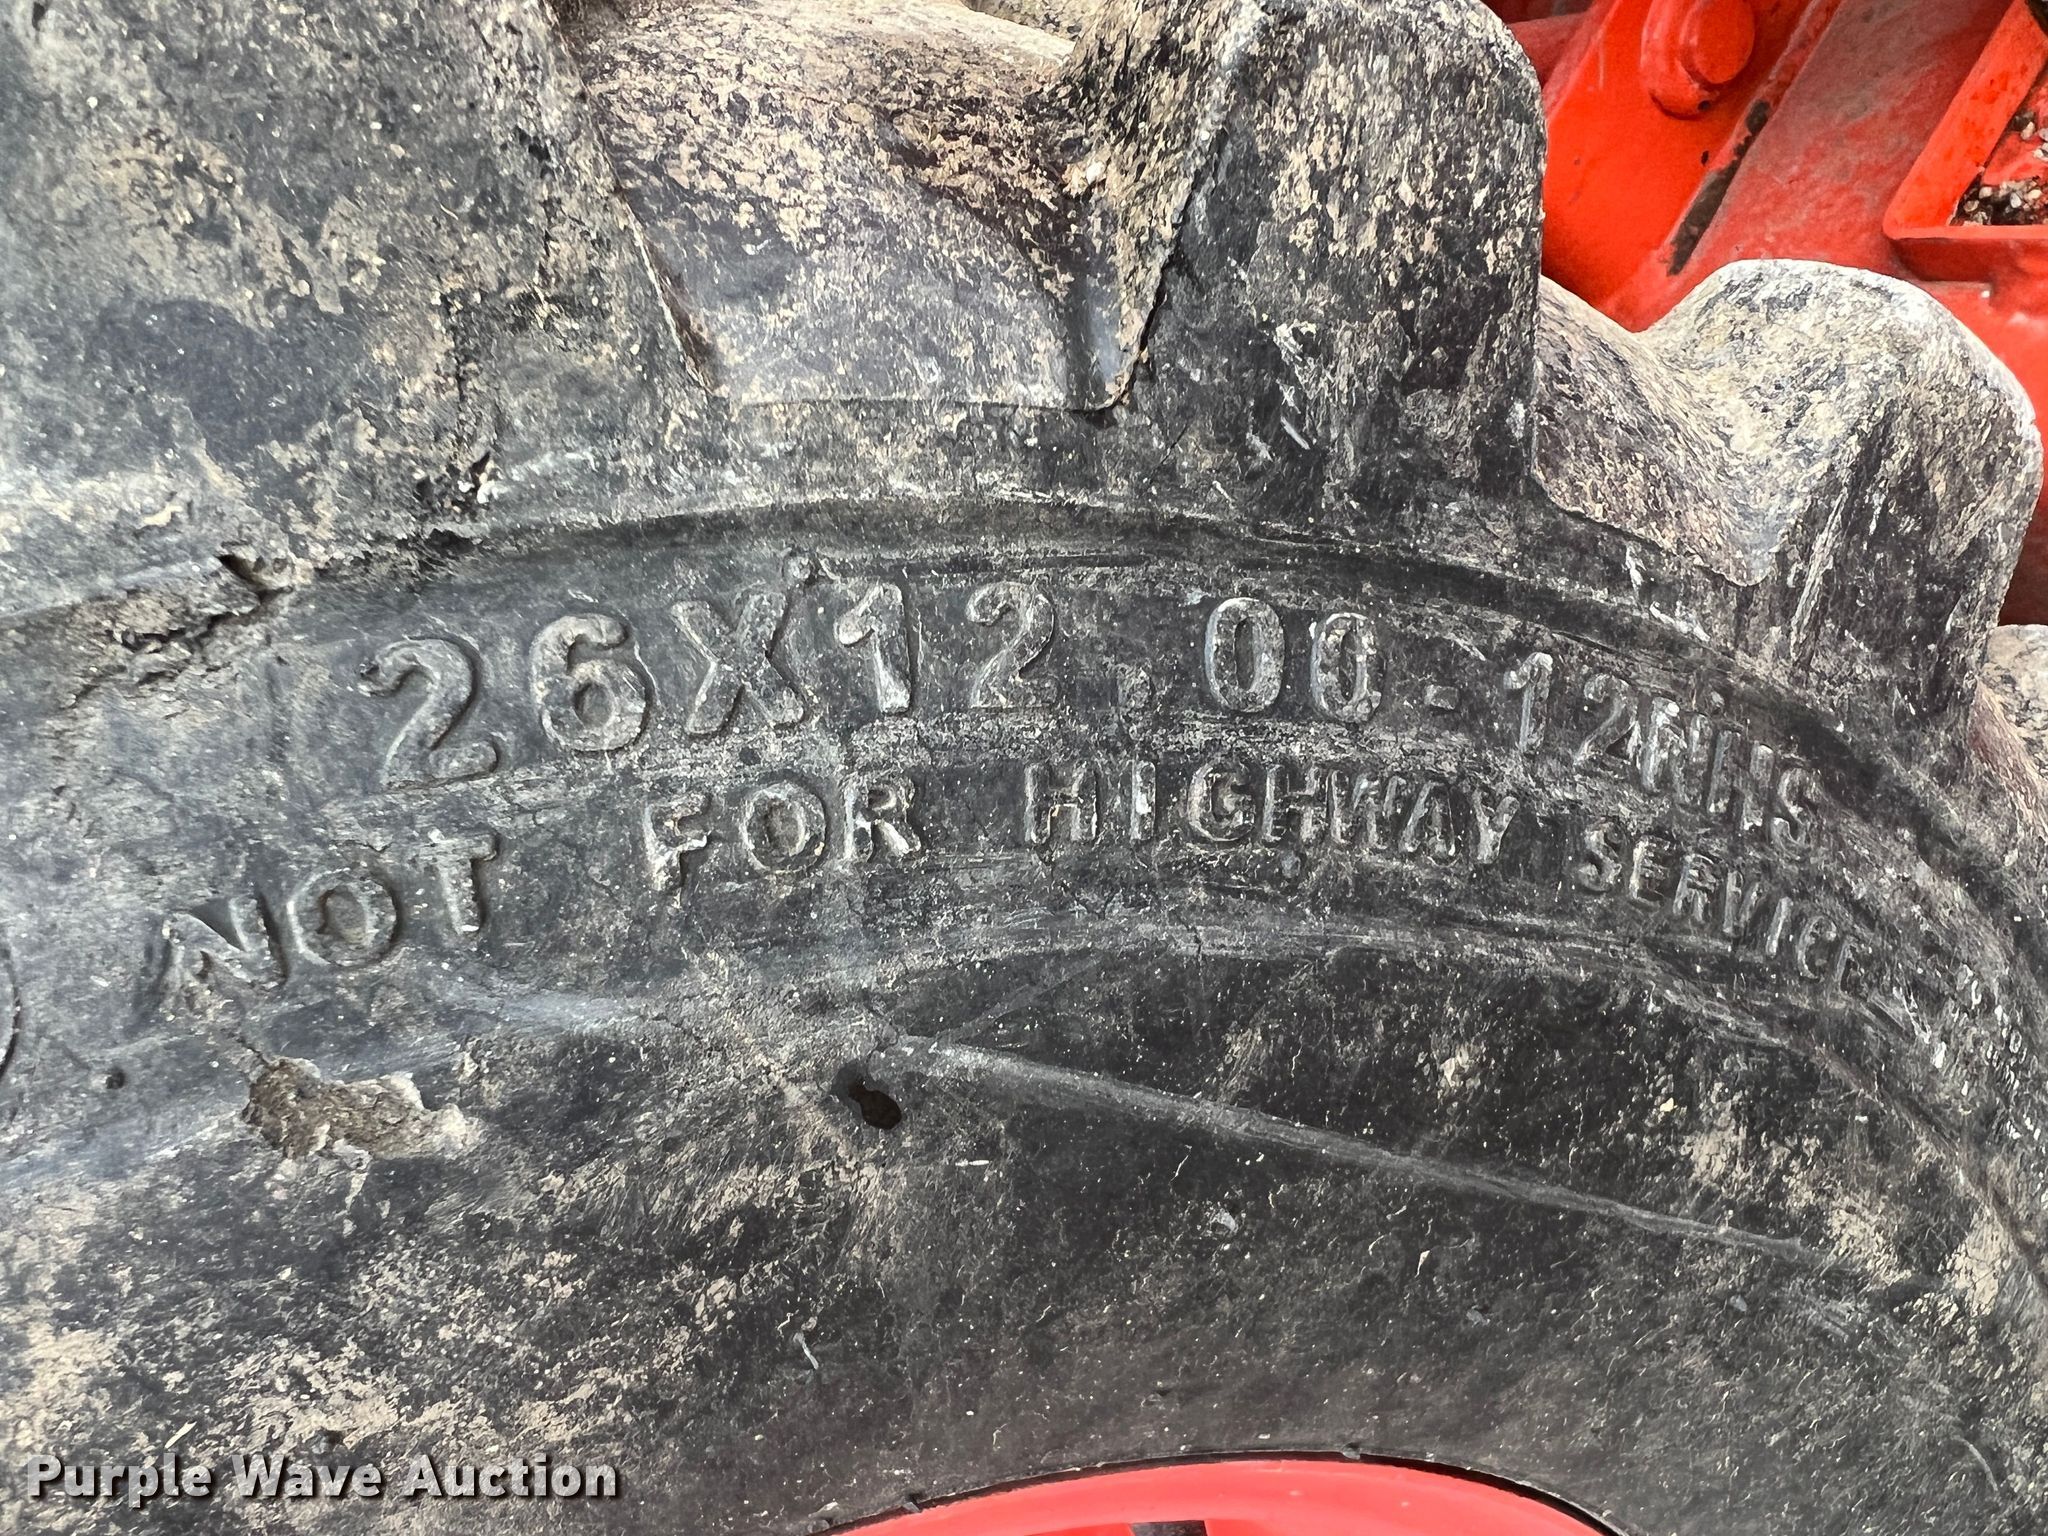 26X12.00-12NHS
NOT FOR HIGHWAY SERVICE
Purple Wave Auction